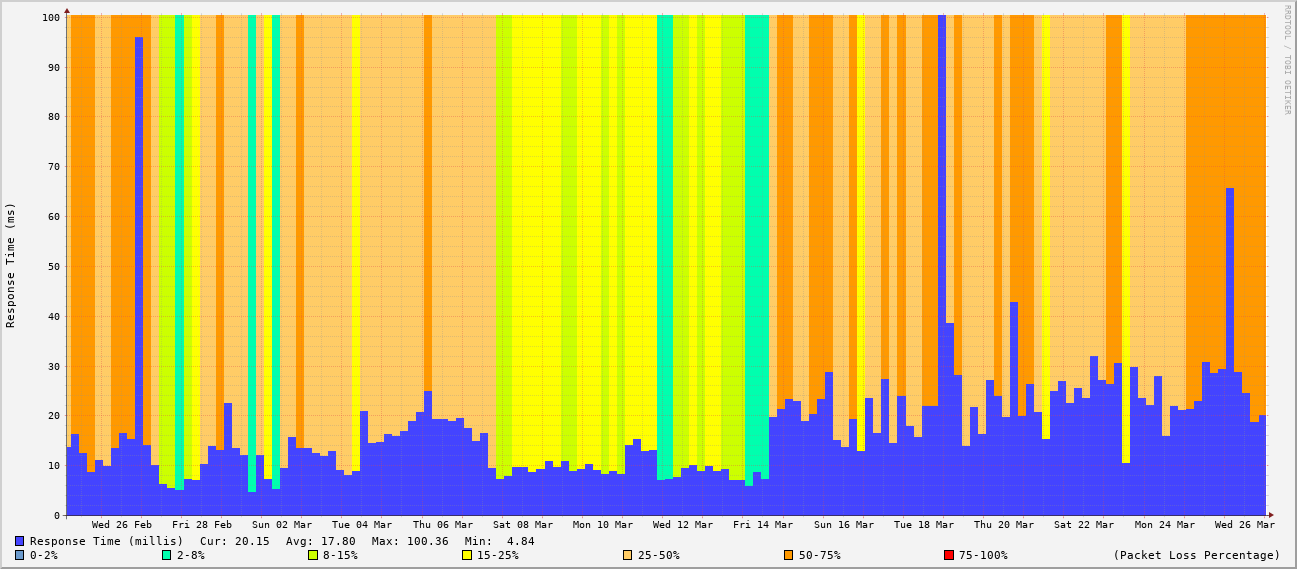 RRDTOOL / TOBI OETIKER
Response Time (ms)
100
90
80
70
60
50
40
30
20
10
0
Wed 26 Feb Fri 28 Feb Sun 02 Mar Tue 04 Mar Thu 06 Mar Sat 08 Mar Mon 10 Mar Wed 12 Mar Fri 14 Mar Sun 16 Mar Tue 18 Mar Thu 20 Mar Sat 22 Mar Mon 24 Mar Wed 26 Mar
Response Time (millis) Cur: 20.15 Avg: 17.80 Max: 100.36 Min: 4.84
0-2% 2-8% 8-15% 15-25% 25-50% 50-75% 75-100% (Packet Loss Percentage)